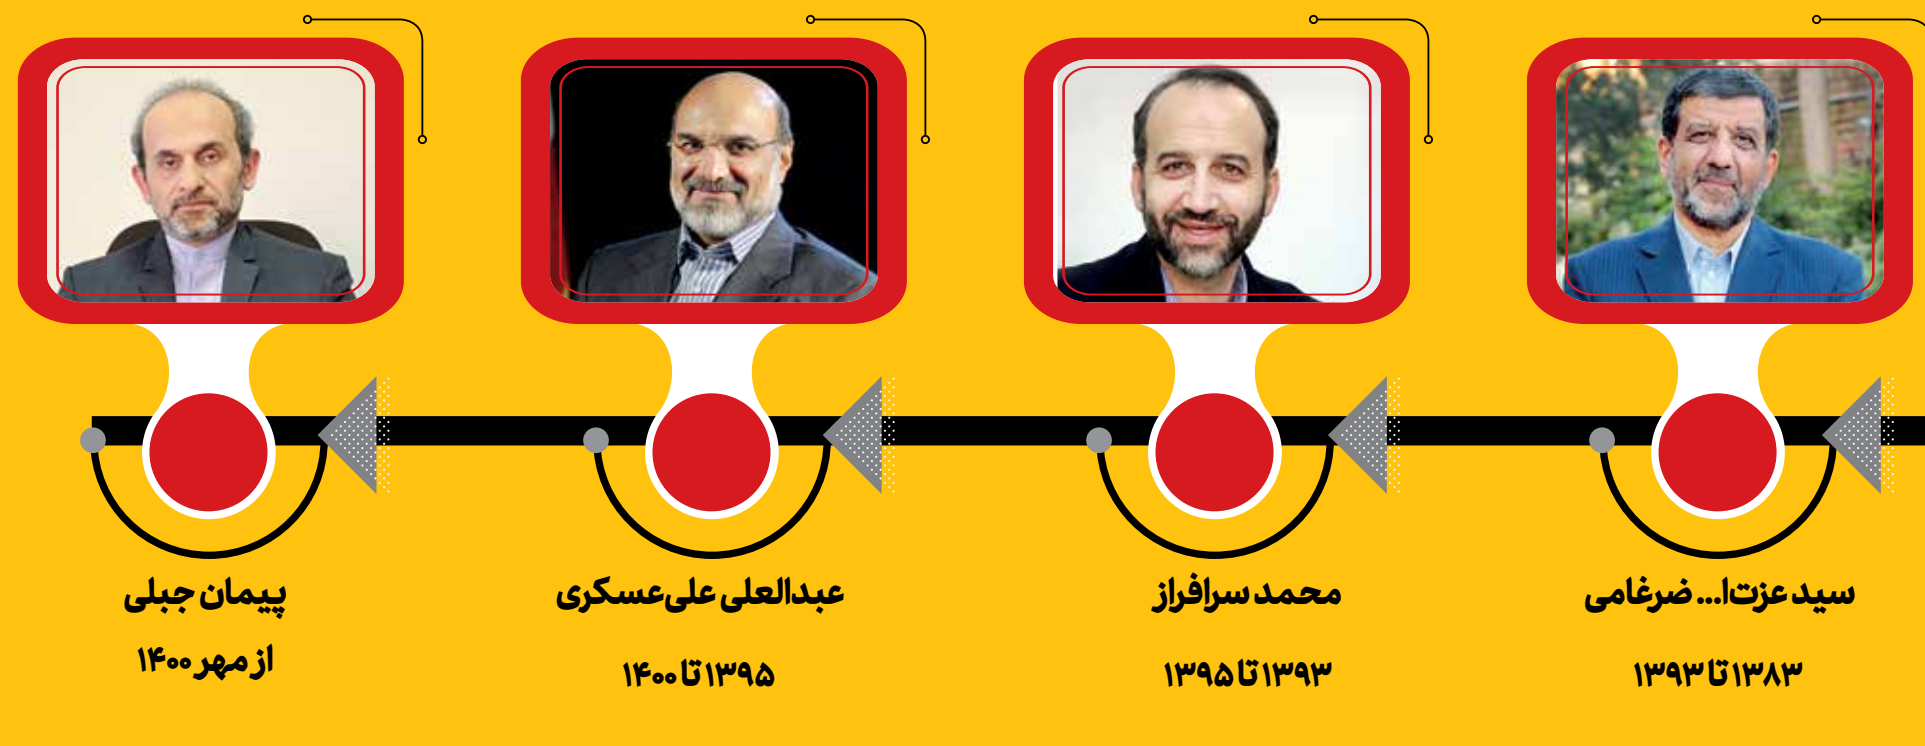 سید عزت‌ا... ضرغامی
۱۳۸۳ تا ۱۳۹۳
محمد سرافراز
۱۳۹۳ تا ۱۳۹۵
عبدالعلی علی‌عسکری
۱۳۹۵ تا ۱۴۰۰
پیمان جبلی
از مهر ۱۴۰۰